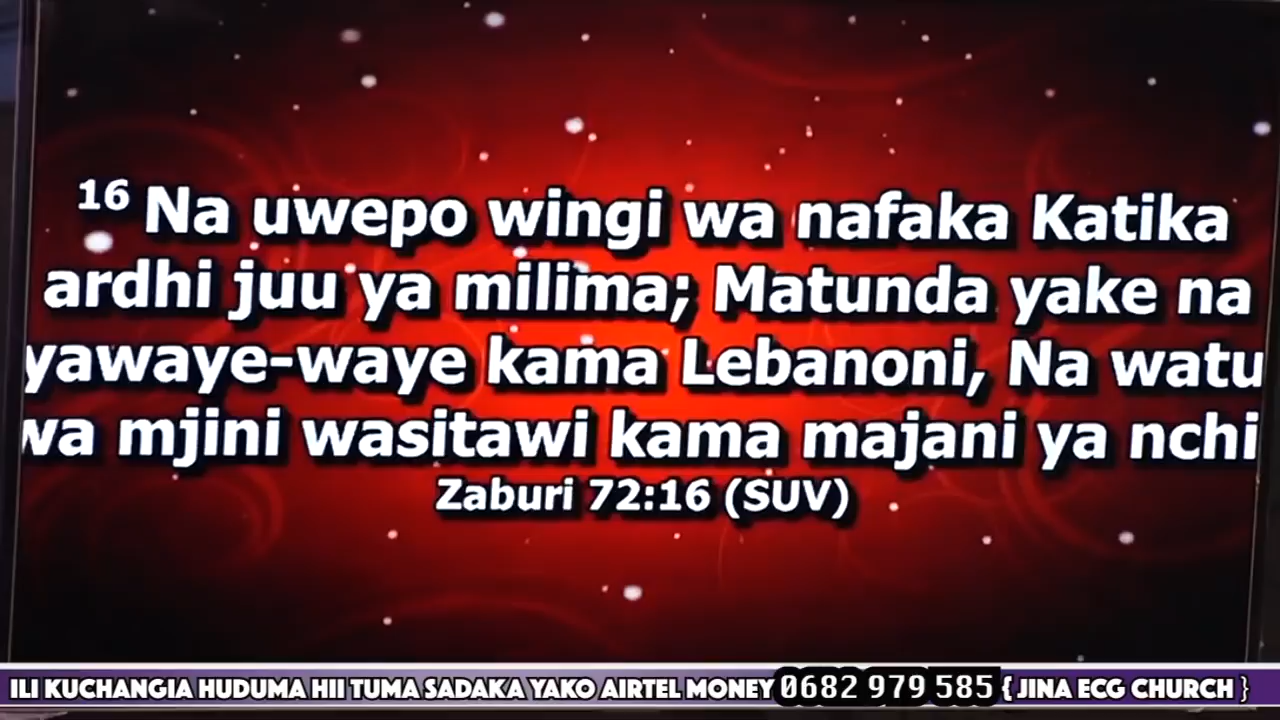 16 Na uwepo wingi wa nafaka Katika
ardhi juu ya milima; Matunda yake na
yawaye-waye kama Lebanoni, Na watu
wa mjini wasitawi kama majani ya nchi
Zaburi 72:16 (SUV)
ILI KUCHANGIA HUDUMA HII TUMA SADAKA YAKO AIRTEL MONEY 0682 979 585 { JINA ECG CHURCH }